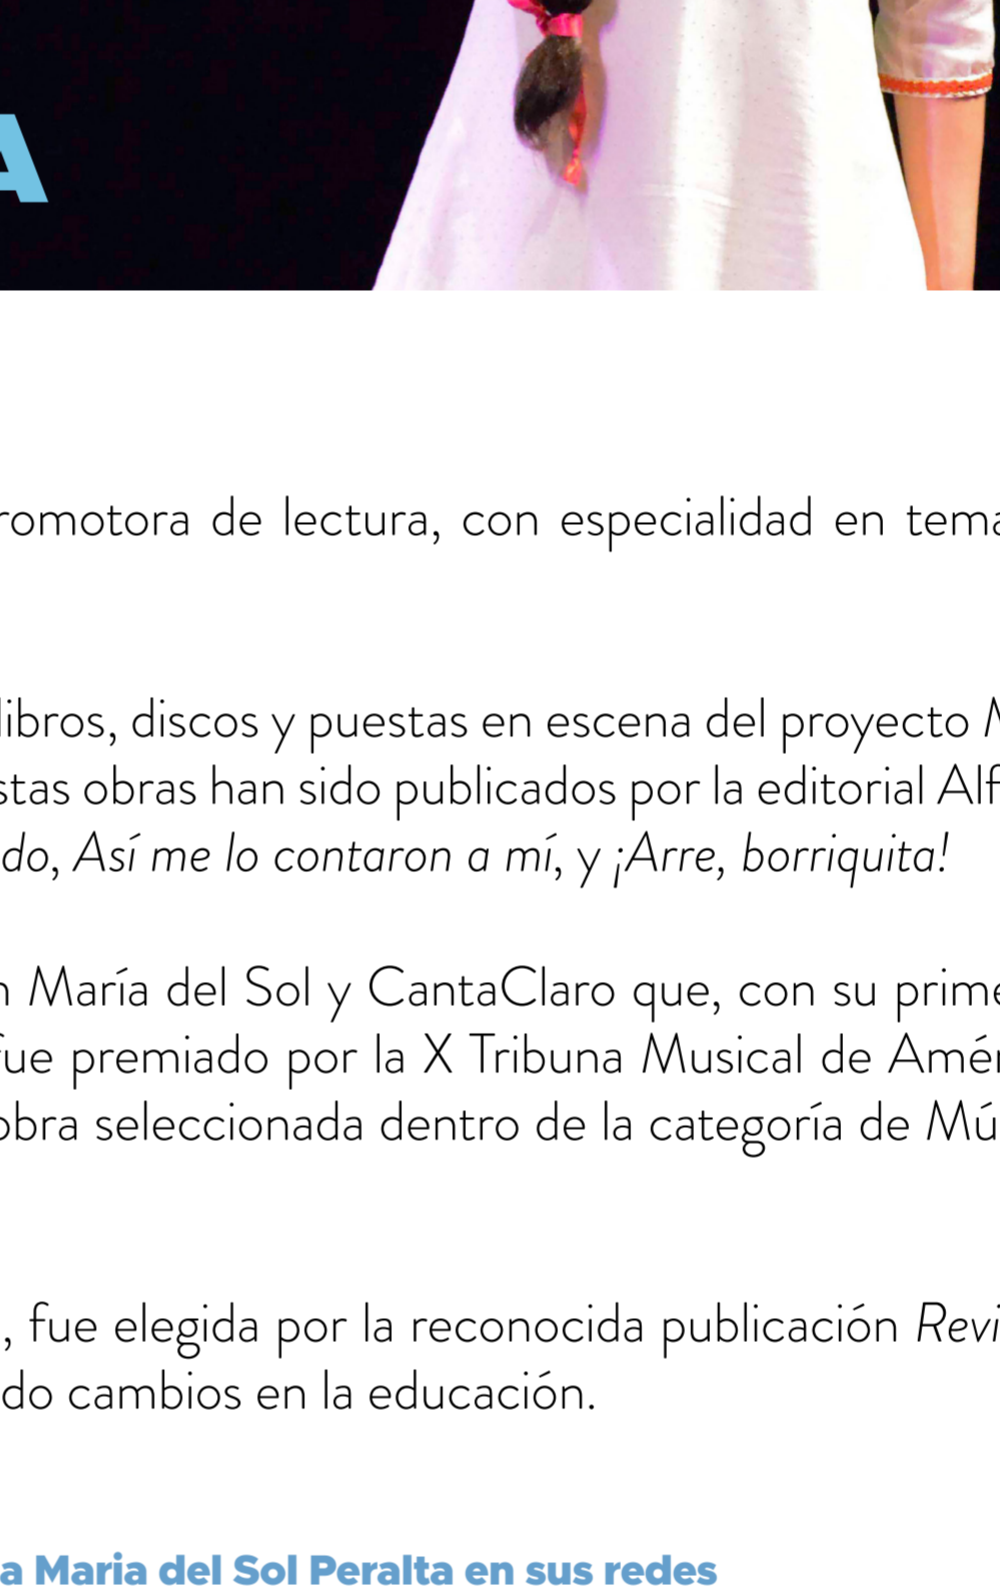 A
romotora de lectura, con especialidad en tema
libros, discos y puestas en escena del proyecto M
stas obras han sido publicados por la editorial Alf
do, Así me lo contaron a mí, y ¡Arre, borriquita!
n María del Sol y CantaClaro que, con su prime
fue premiado por la X Tribuna Musical de Amér
obra seleccionada dentro de la categoría de Mú
, fue elegida por la reconocida publicación Revi
do cambios en la educación.
a Maria del Sol Peralta en sus redes